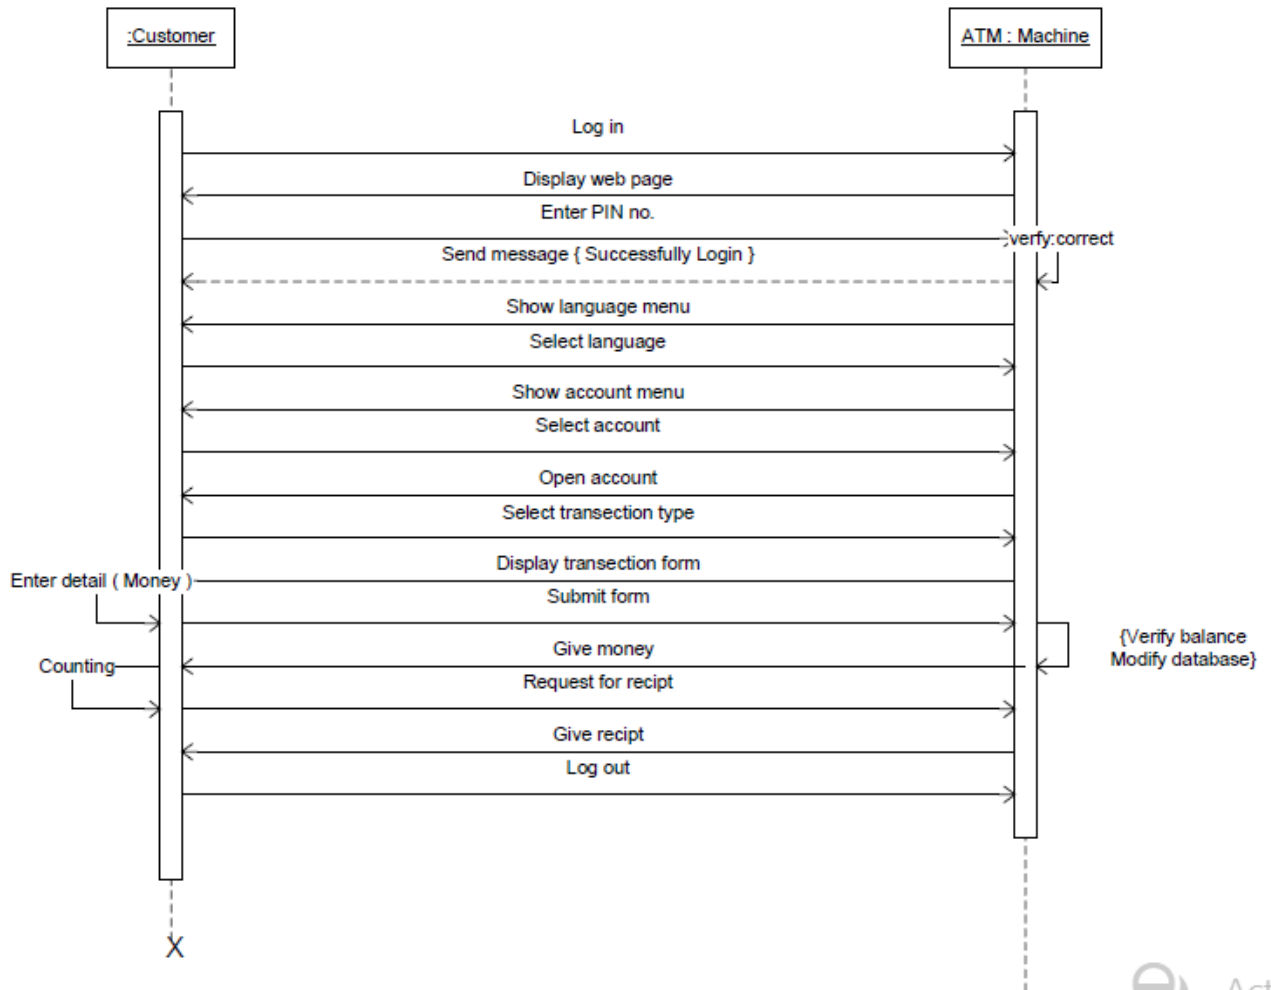 :Customer
ATM : Machine
Log in
Display web page
Enter PIN no.
verfy:correct
Send message { Successfully Login }
Show language menu
Select language
Show account menu
Select account
Open account
Select transection type
Display transection form
Enter detail ( Money )
Submit form
{Verify balance
Modify database}
Give money
Counting
Request for recipt
Give recipt
Log out
X